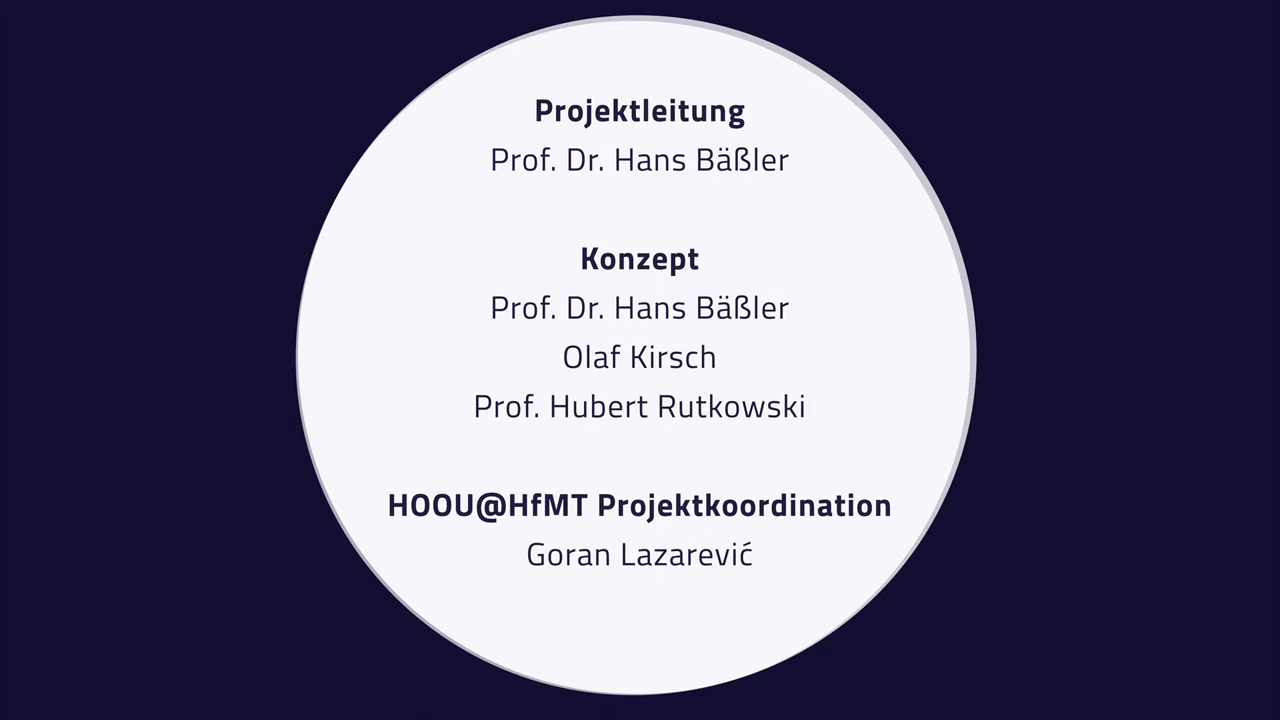 Projektleitung
Prof. Dr. Hans Bäßler
Konzept
Prof. Dr. Hans Bäßler
Olaf Kirsch
Prof. Hubert Rutkowski
HOOU@HfMT Projektkoordination
Goran Lazarević